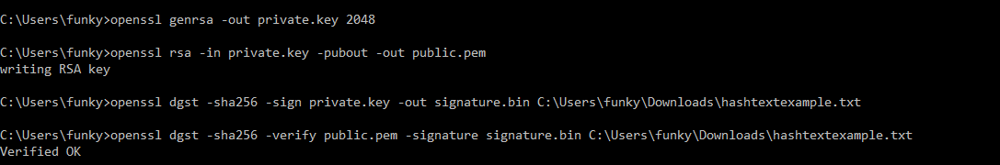 C:\Users\funky>openssl genrsa -out private.key 2048
C:\Users\funky>openssl rsa -in private.key -pubout -out public.pem
writing RSA key
C:\Users\funky>openssl dgst -sha256 -sign private.key -out signature.bin C:\Users\funky\Downloads\hashtextexample.txt
C:\Users\funky>openssl dgst -sha256 -verify public.pem -signature signature.bin C:\Users\funky\Downloads\hashtextexample.txt
Verified OK